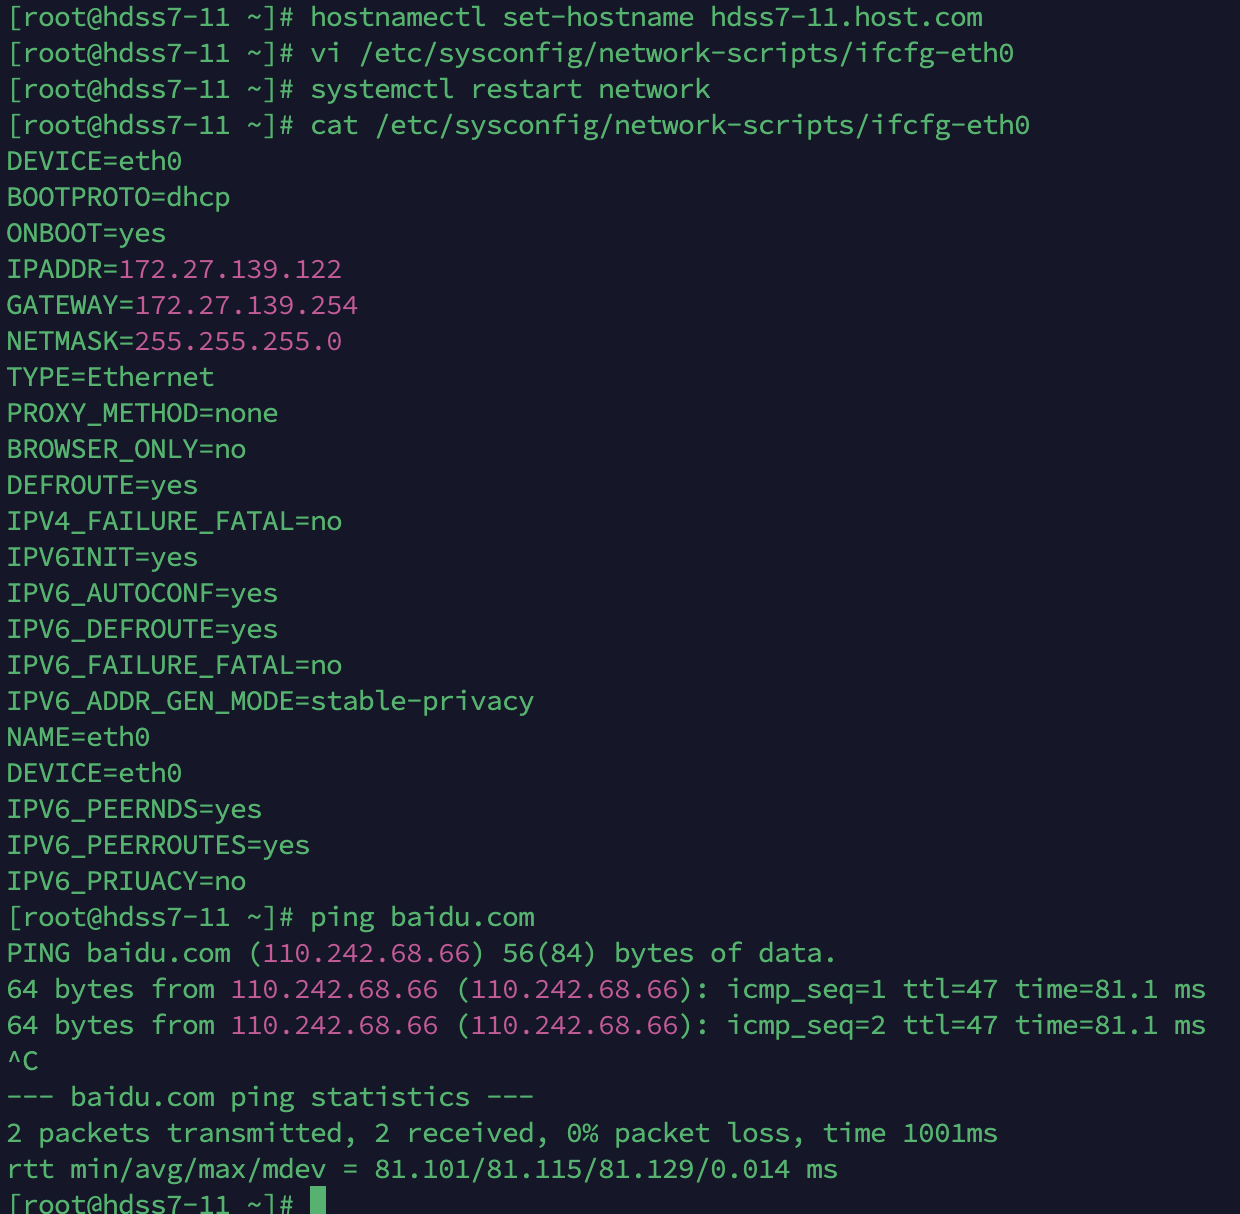 [root@hdss7-11 ~]# hostnamectl set-hostname hdss7-11.host.com
[root@hdss7-11 ~]# vi /etc/sysconfig/network-scripts/ifcfg-eth0
[root@hdss7-11 ~]# systemctl restart network
[root@hdss7-11 ~]# cat /etc/sysconfig/network-scripts/ifcfg-eth0
DEVICE=eth0
BOOTPROTO=dhcp
ONBOOT=yes
IPADDR=172.27.139.122
GATEWAY=172.27.139.254
NETMASK=255.255.255.0
TYPE=Ethernet
PROXY_METHOD=none
BROWSER_ONLY=no
DEFROUTE=yes
IPV4_FAILURE_FATAL=no
IPV6INIT=yes
IPV6_AUTOCONF=yes
IPV6_DEFROUTE=yes
IPV6_FAILURE_FATAL=no
IPV6_ADDR_GEN_MODE=stable-privacy
NAME=eth0
DEVICE=eth0
IPV6_PEERNDS=yes
IPV6_PEERROUTES=yes
IPV6_PRIUACY=no
[root@hdss7-11 ~]# ping baidu.com
PING baidu.com (110.242.68.66) 56(84) bytes of data.
64 bytes from 110.242.68.66 (110.242.68.66): icmp_seq=1 ttl=47 time=81.1 ms
64 bytes from 110.242.68.66 (110.242.68.66): icmp_seq=2 ttl=47 time=81.1 ms
^C
--- baidu.com ping statistics ---
2 packets transmitted, 2 received, 0% packet loss, time 1001ms
rtt min/avg/max/mdev = 81.101/81.115/81.129/0.014 ms
[root@hdss7-11 ~]#